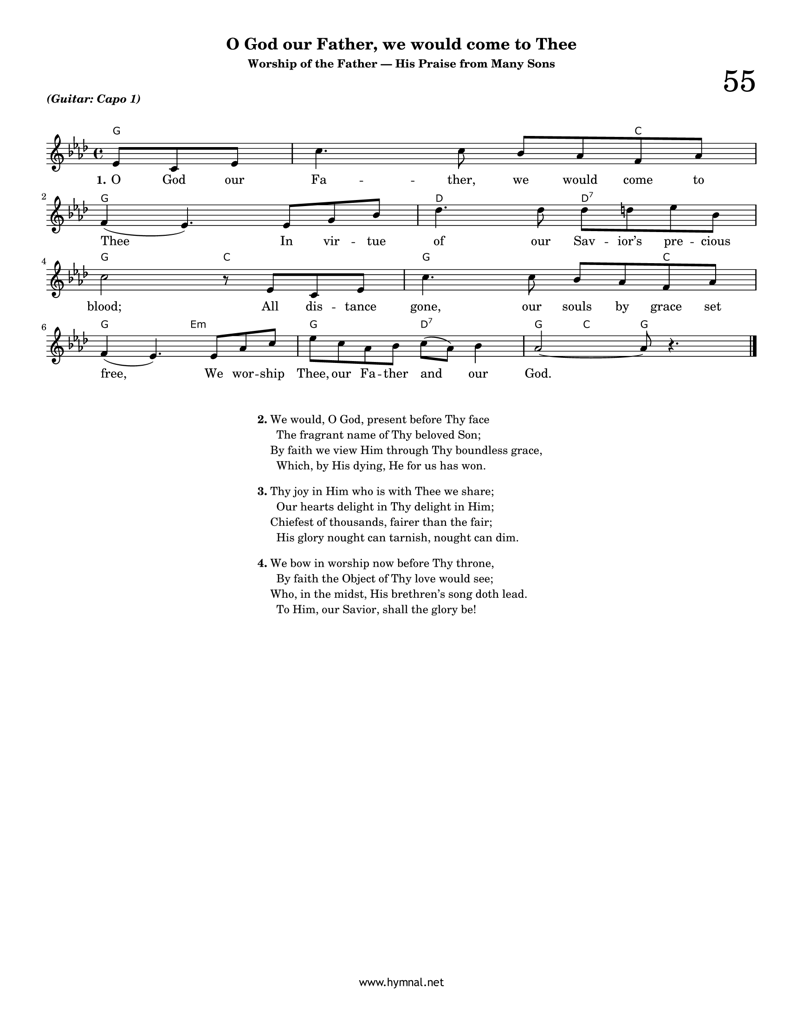 O God our Father, we would come to Thee
Worship of the Father — His Praise from Many Sons
55
(Guitar: Capo 1)
G C
1. O God our Fa - - ther, we would come to
2 G D D7
Thee In vir - tue of our Sav - ior's pre - cious
4 G C G C
blood; All dis - tance gone, our souls by grace set
6 G Em G D7 G C G
free, We wor-ship Thee, our Fa-ther and our God.
2. We would, O God, present before Thy face
The fragrant name of Thy beloved Son;
By faith we view Him through Thy boundless grace,
Which, by His dying, He for us has won.
3. Thy joy in Him who is with Thee we share;
Our hearts delight in Thy delight in Him;
Chiefest of thousands, fairer than the fair;
His glory nought can tarnish, nought can dim.
4. We bow in worship now before Thy throne,
By faith the Object of Thy love would see;
Who, in the midst, His brethren's song doth lead.
To Him, our Savior, shall the glory be!
www.hymnal.net